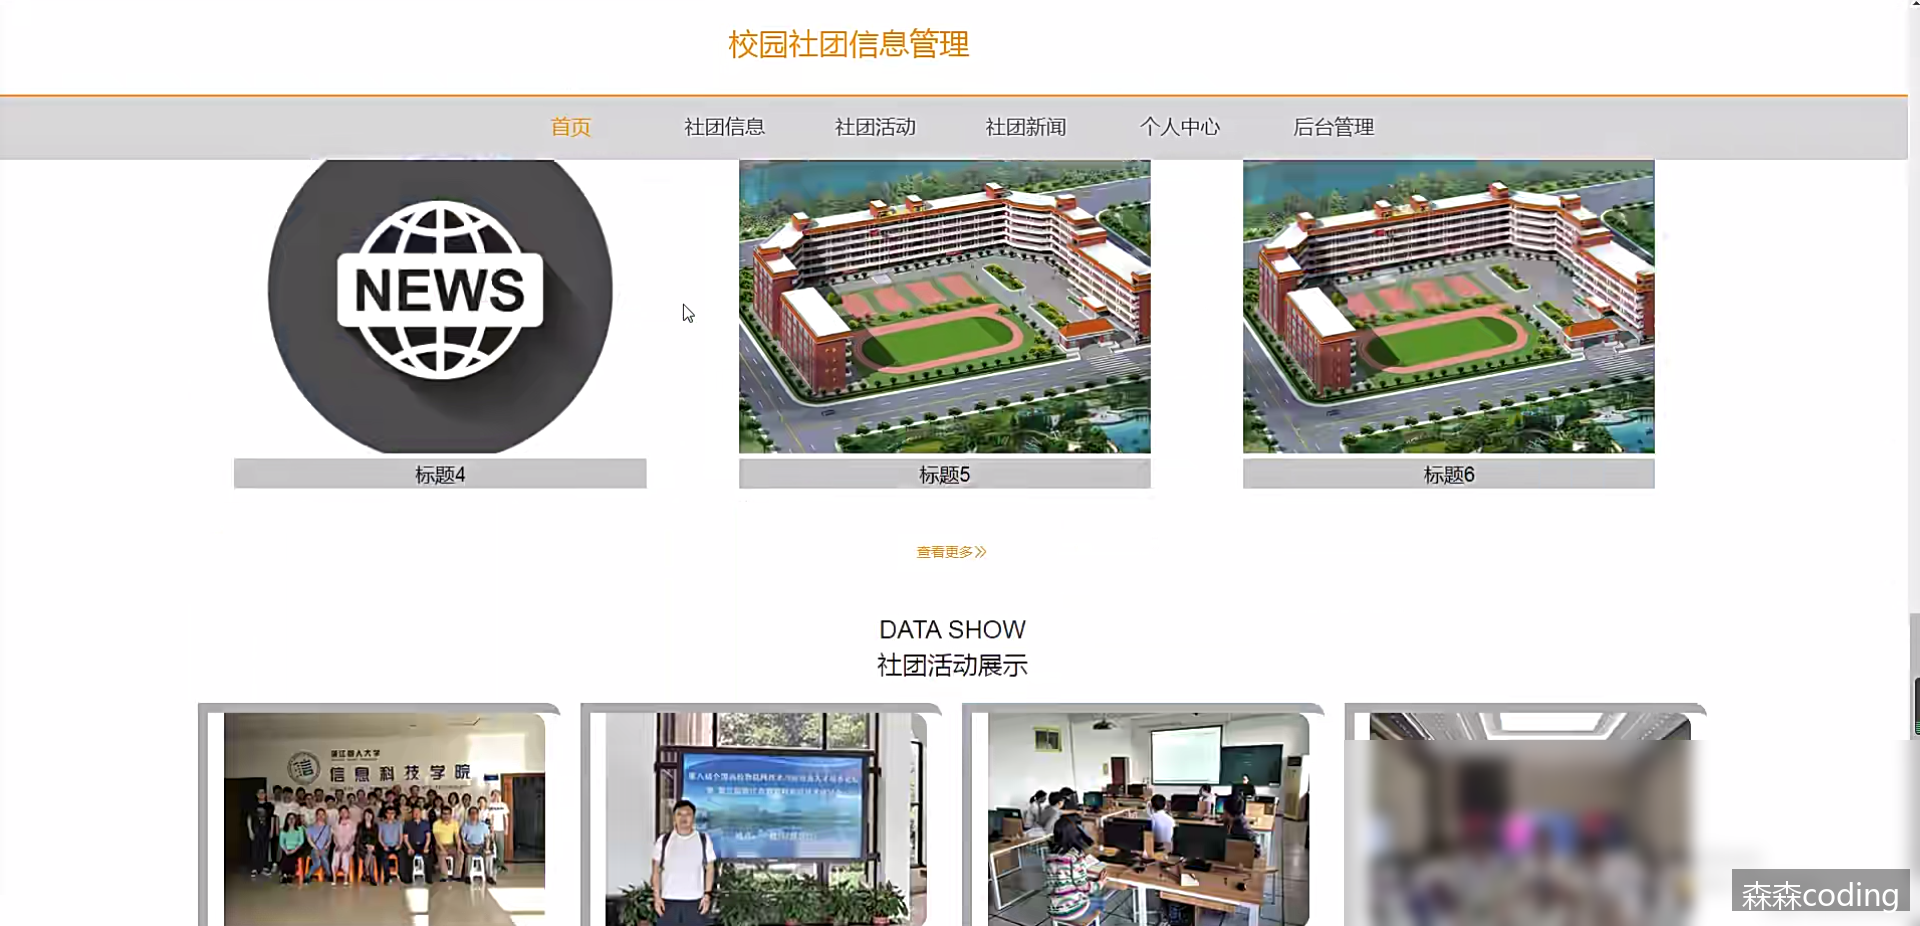 校园社团信息管理
首页 社团信息 社团活动 社团新闻 个人中心 后台管理
NEWS
标题4 标题5 标题6
查看更多
DATA SHOW
社团活动展示
信息科技学院
森森coding